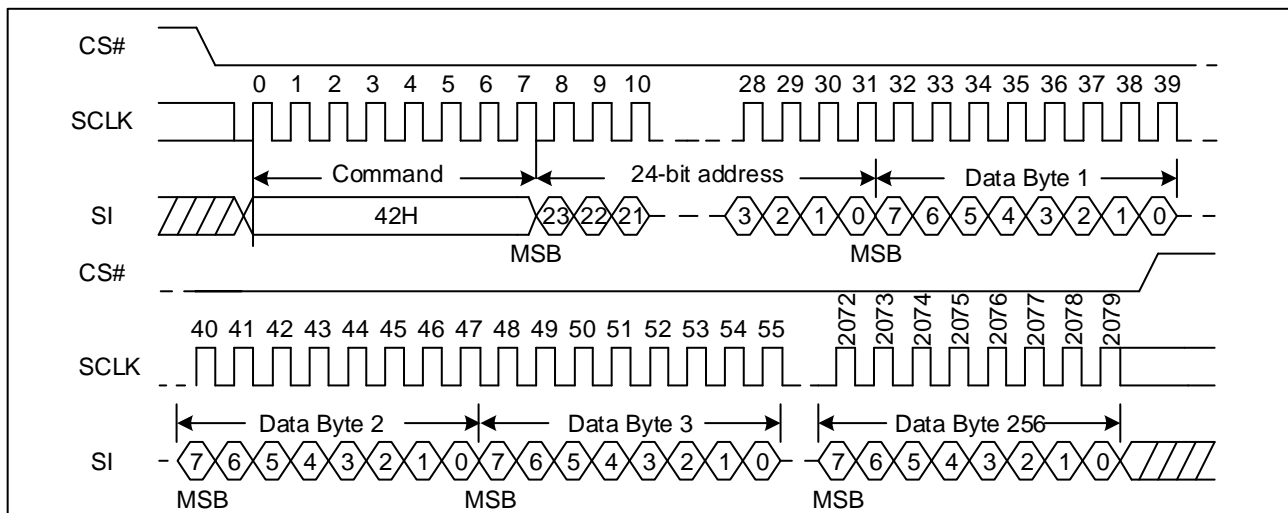 CS#
0 1 2 3 4 5 6 7 8 9 10 28 29 30 31 32 33 34 35 36 37 38 39
SCLK
Command 24-bit address Data Byte 1
SI 42H 23 22 21 3 2 1 0 7 6 5 4 3 2 1 0
MSB MSB
CS#
40 41 42 43 44 45 46 47 48 49 50 51 52 53 54 55 2072 2073 2074 2075 2076 2077 2078 2079
SCLK
Data Byte 2 Data Byte 3 Data Byte 256
SI 7 6 5 4 3 2 1 0 7 6 5 4 3 2 1 0 7 6 5 4 3 2 1 0
MSB MSB MSB